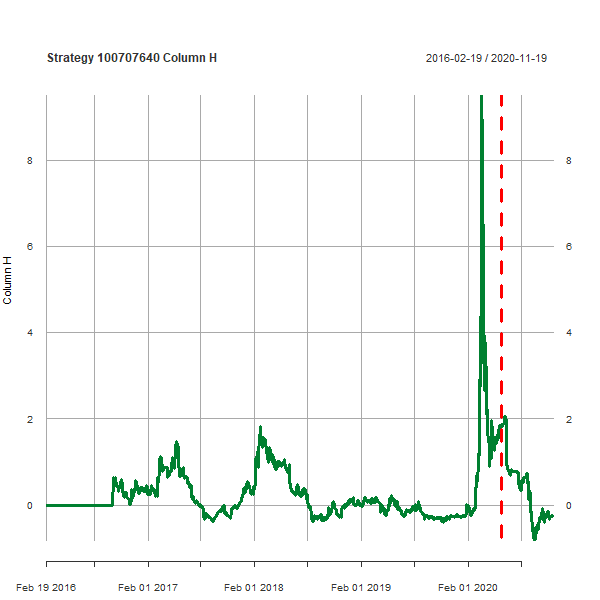 Strategy 100707640 Column H
2016-02-19 / 2020-11-19
8
8
6
6
Column H
4
4
2
2
0
0
Feb 19 2016
Feb 01 2017
Feb 01 2018
Feb 01 2019
Feb 01 2020